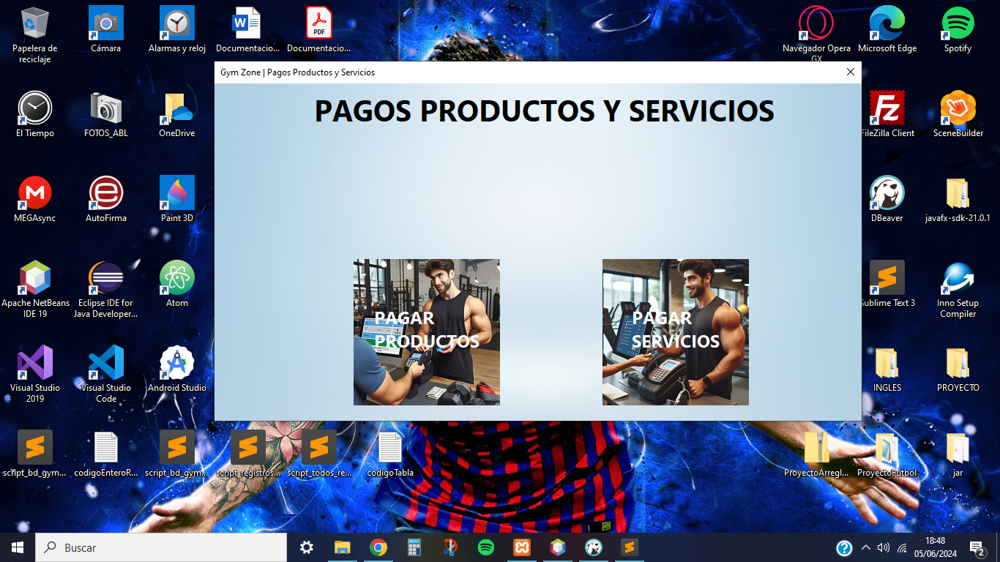 Papelera de
reciclaje
Cámara
Alarmas y reloj
Documentacio...
PDF
Documentacio...
Navegador Opera
GX
Microsoft Edge
Spotify
Gym Zone | Pagos Productos y Servicios
PAGOS PRODUCTOS Y SERVICIOS
El Tiempo
FOTOS_ABL
OneDrive
FileZilla Client
SceneBuilder
MEGAsync
AutoFirma
Paint 3D
DBeaver
javafx-sdk-21.0.1
PAGAR
PRODUCTOS
PAGAR
SERVICIOS
Apache NetBeans
IDE 19
Eclipse IDE for
Java Developer...
Atom
Sublime Text 3
Inno Setup
Compiler
Visual Studio
2019
Visual Studio
Code
Android Studio
INGLES
PROYECTO
script_bd_gym...
codigoEnteroR...
script_bd_gym...
script_registros...
script_todos_re...
codigoTabla
ProyectoArregl...
ProyectoFutbol
jar
Buscar
18:48
05/06/2024
2